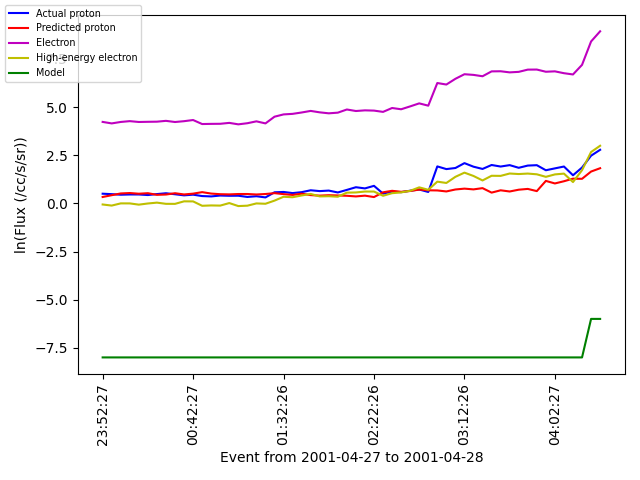 Actual proton
Predicted proton
Electron
High-energy electron
Model
5.0
2.5
0.0
−2.5
−5.0
−7.5
ln(Flux (/cc/s/sr))
23:52:27
00:42:27
01:32:26
02:22:26
03:12:26
04:02:27
Event from 2001-04-27 to 2001-04-28